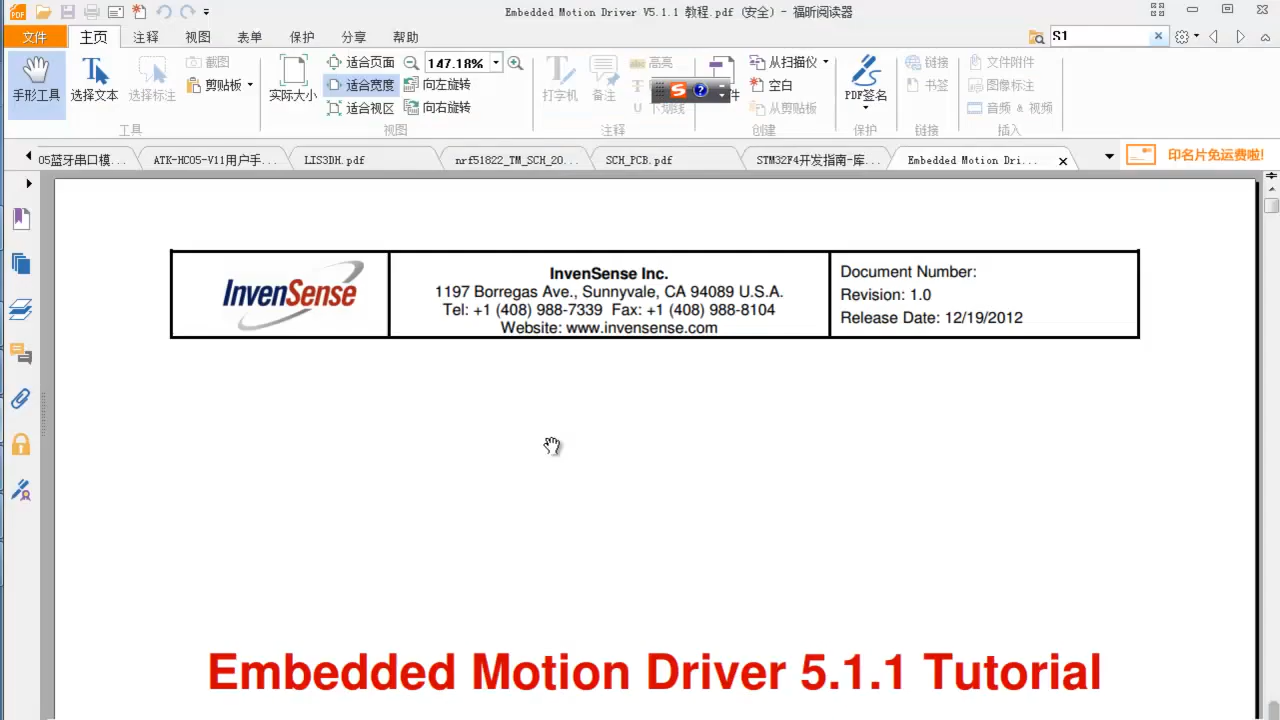 Embedded Motion Driver V5.1.1 教程.pdf (安全) - 福昕阅读器
文件 主页 注释 视图 表单 保护 分享 帮助 S1
手形工具 选择文本 选择标注 截图 剪贴板
工具
实际大小 适合页面 适合宽度 适合视区 147.18% 向左旋转 向右旋转
视图
打字机 备注 高亮 下划线
注释
从扫描仪 空白 从剪贴板
创建
PDF签名
保护
链接 书签
链接
文件附件 图像标注 音频 & 视频
插入
05蓝牙串口模... ATK-HC05-V11用户手... LIS3DH.pdf nrf51822_TM_SCH_20... SCH_PCB.pdf STM32F4开发指南-库... Embedded Motion Dri... 印名片免运费啦!
InvenSense
InvenSense Inc.
1197 Borregas Ave., Sunnyvale, CA 94089 U.S.A.
Tel: +1 (408) 988-7339 Fax: +1 (408) 988-8104
Website: www.invensense.com
Document Number:
Revision: 1.0
Release Date: 12/19/2012
Embedded Motion Driver 5.1.1 Tutorial